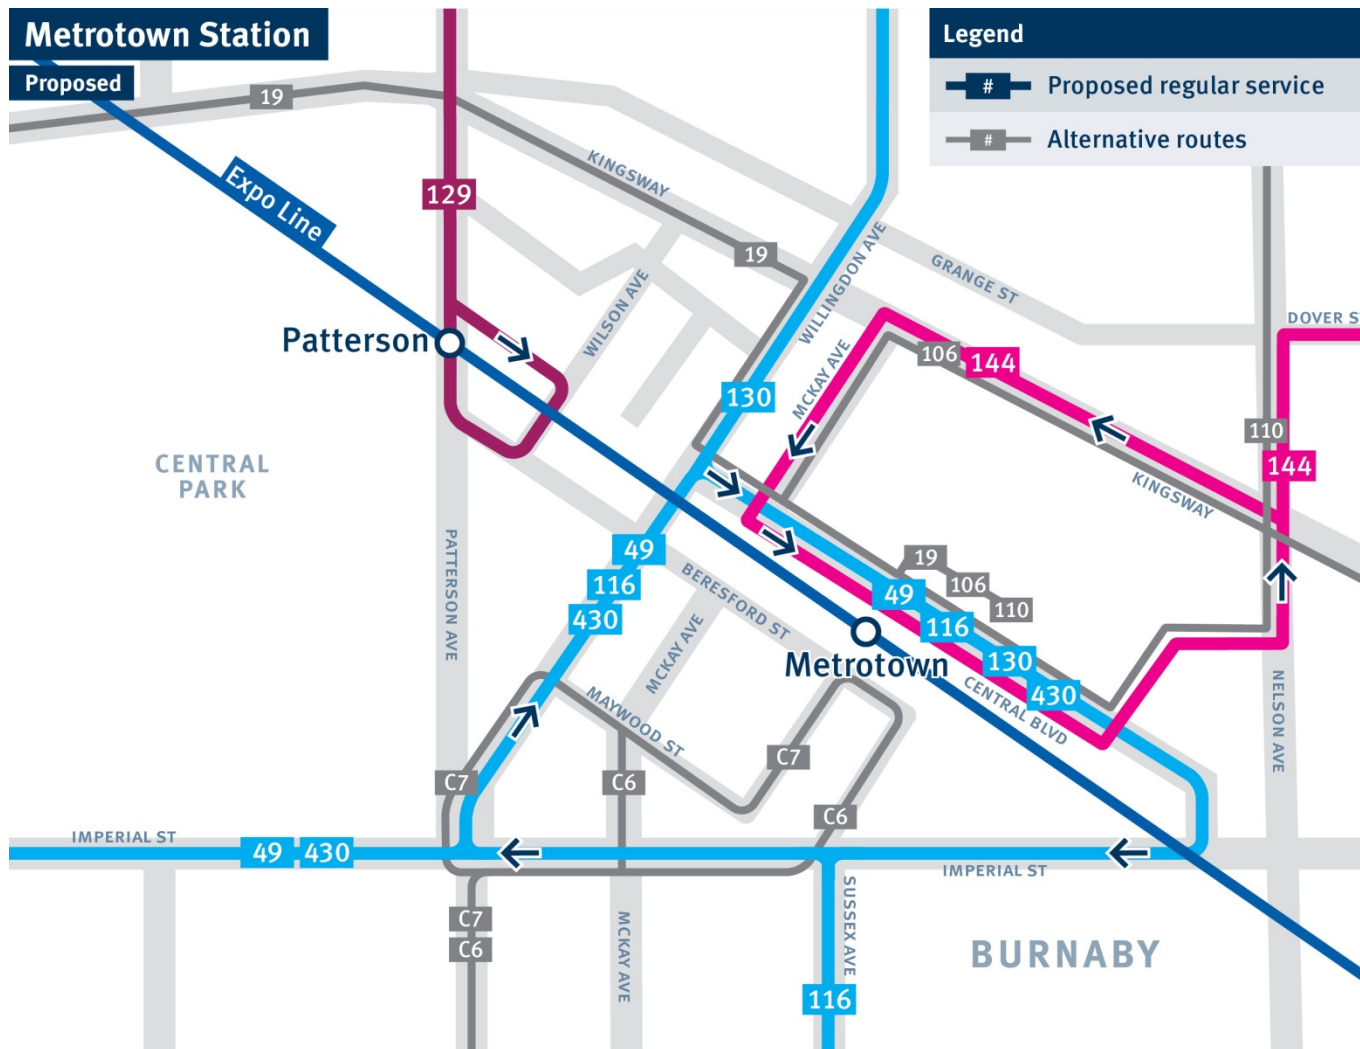 Metrotown Station
Proposed
Legend
# Proposed regular service
# Alternative routes
19
Expo Line
129
KINGSWAY
19
WILLINGDON AVE
GRANGE ST
DOVER S
WILSON AVE
Patterson
MCKAY AVE
106
144
130
110
144
KINGSWAY
CENTRAL
PARK
PATTERSON AVE
49
116
430
BERESFORD ST
19
106
110
49
116
130
430
MCKAY AVE
Metrotown
CENTRAL BLVD
NELSON AVE
MAYWOOD ST
C7
C7
C6
C6
IMPERIAL ST
49 430
IMPERIAL ST
SUSSEX AVE
MCKAY AVE
C7
C6
BURNABY
116